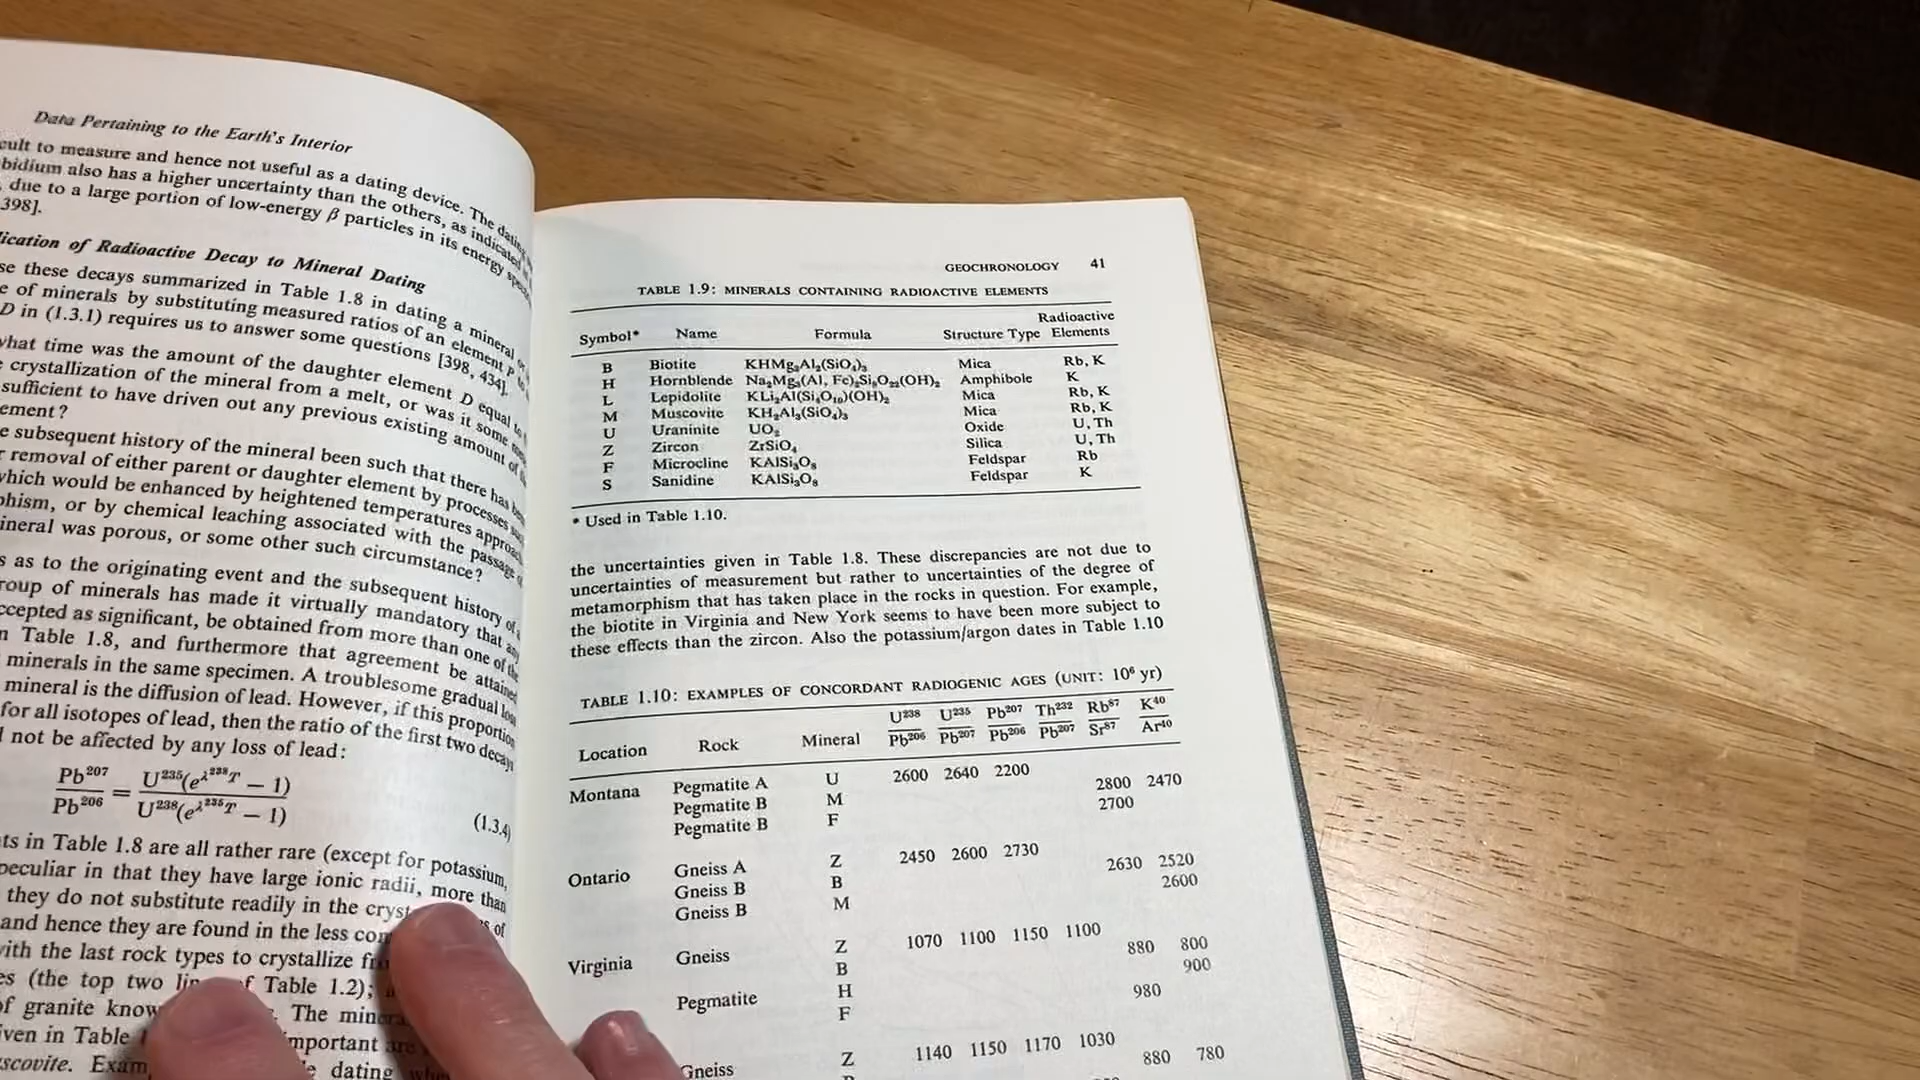 Data Pertaining to the Earth's Interior
cult to measure and hence not useful as a dating device. The dating
bidium also has a higher uncertainty than the others, as indicated
, due to a large portion of low-energy β particles in its energy
398].
lication of Radioactive Decay to Mineral Dating
se these decays summarized in Table 1.8 in dating a mineral
e of minerals by substituting measured ratios of an element P
D in (1.3.1) requires us to answer some questions [398, 434].
what time was the amount of the daughter element D equal
crystallization of the mineral from a melt, or was it some
sufficient to have driven out any previous existing amount of
ement?
e subsequent history of the mineral been such that there has
r removal of either parent or daughter element by processes
which would be enhanced by heightened temperatures
phism, or by chemical leaching associated with the passage
ineral was porous, or some other such circumstance?
s as to the originating event and the subsequent history of
roup of minerals has made it virtually mandatory that
ccepted as significant, be obtained from more than one of the
n Table 1.8, and furthermore that agreement be attained
minerals in the same specimen. A troublesome gradual loss
mineral is the diffusion of lead. However, if this proportion
for all isotopes of lead, then the ratio of the first two decays
l not be affected by any loss of lead:
Pb²⁰⁷/Pb²⁰⁶ = U²³⁵(e^λ²³⁸T − 1)/U²³⁸(e^λ²³⁵T − 1)
(1.3.4)
ts in Table 1.8 are all rather rare (except for potassium,
peculiar in that they have large ionic radii, more than
they do not substitute readily in the of
and hence they are found in the less
with the last rock types to crystallize
es (the top two of Table 1.2);
of granite The
iven in Table important are
scovite. dating
GEOCHRONOLOGY 41
TABLE 1.9: MINERALS CONTAINING RADIOACTIVE ELEMENTS
Symbol* Name Formula Structure Type Radioactive Elements
B Biotite KHMg₂Al₂(SiO₄)₃ Mica Rb, K
H Hornblende Na₂Mg₃(Al, Fe)₂Si₈O₂₂(OH)₂ Amphibole K
L Lepidolite KLi₂Al(Si₄O₁₀)(OH)₂ Mica Rb, K
M Muscovite KH₂Al₃(SiO₄)₃ Mica Rb, K
U Uraninite UO₂ Oxide U, Th
Z Zircon ZrSiO₄ Silica U, Th
F Microcline KAlSi₃O₈ Feldspar Rb
S Sanidine KAlSi₃O₈ Feldspar K
* Used in Table 1.10.
the uncertainties given in Table 1.8. These discrepancies are not due to
uncertainties of measurement but rather to uncertainties of the degree of
metamorphism that has taken place in the rocks in question. For example,
the biotite in Virginia and New York seems to have been more subject to
these effects than the zircon. Also the potassium/argon dates in Table 1.10
TABLE 1.10: EXAMPLES OF CONCORDANT RADIOGENIC AGES (UNIT: 10⁶ yr)
Location Rock Mineral U²³⁸/Pb²⁰⁶ U²³⁵/Pb²⁰⁷ Pb²⁰⁷/Pb²⁰⁶ Th²³²/Pb²⁰⁷ Rb⁸⁷/Sr⁸⁷ K⁴⁰/Ar⁴⁰
Montana Pegmatite A U 2600 2640 2200
Pegmatite B M 2800 2470
Pegmatite B F 2700
Ontario Gneiss A Z 2450 2600 2730
Gneiss B B 2630 2520
Gneiss B M 2600
Virginia Gneiss Z 1070 1100 1150 1100
B 880 800
Pegmatite H 900
F 980
Gneiss Z 1140 1150 1170 1030
880 780